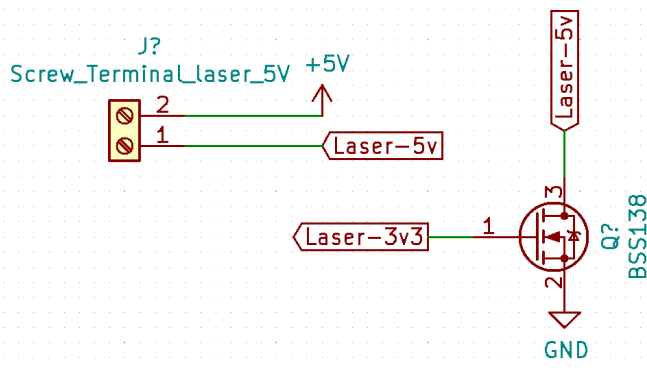 J?
Screw_Terminal_laser_5V
+5V
2
1
Laser-5v
Laser-5v
3
Laser-3v3
1
Q?
BSS138
2
GND